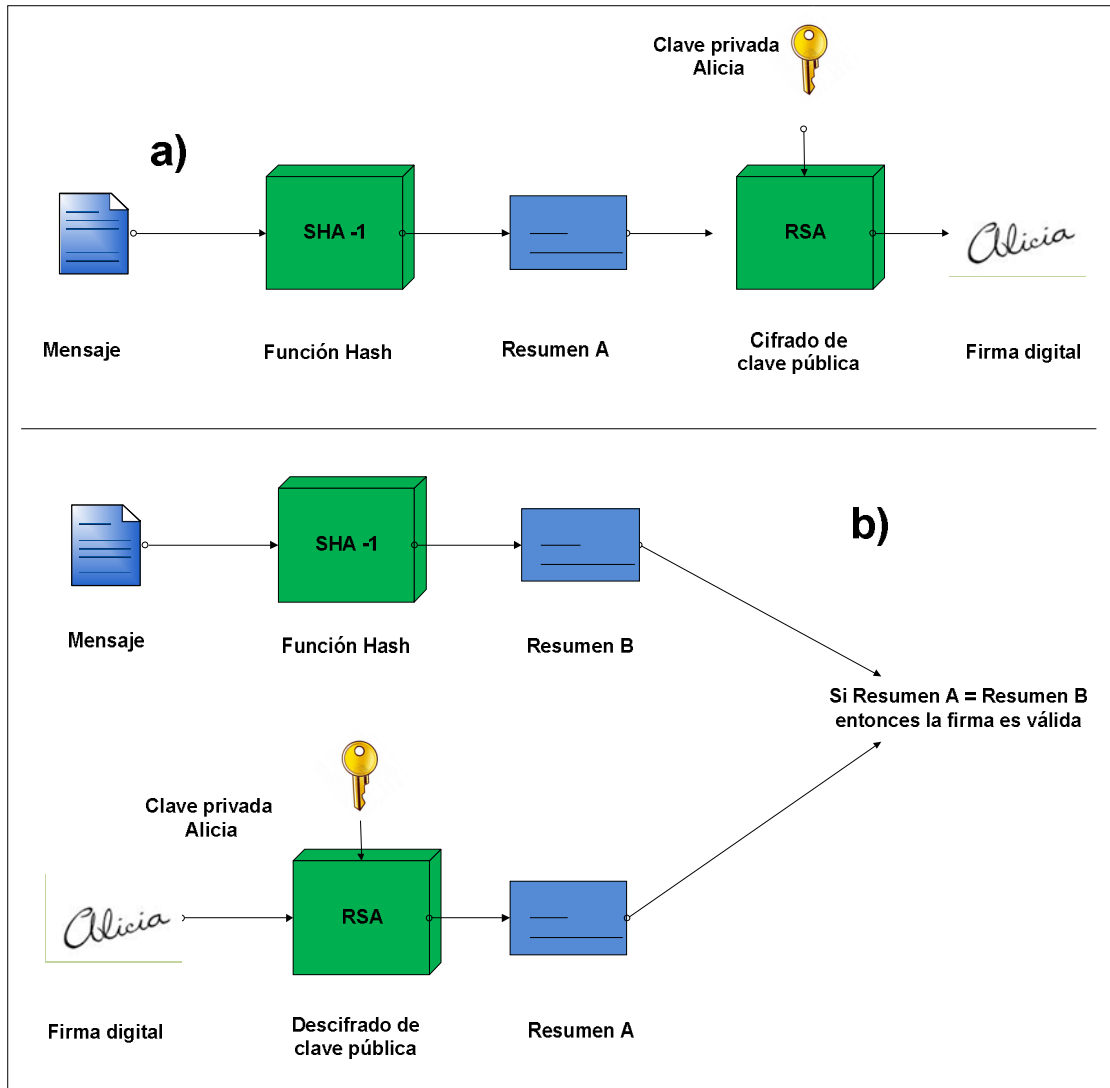 Clave privada
Alicia
a)
SHA -1
RSA
Alicia
Mensaje
Función Hash
Resumen A
Cifrado de
clave pública
Firma digital
b)
SHA -1
Mensaje
Función Hash
Resumen B
Si Resumen A = Resumen B
entonces la firma es válida
Clave privada
Alicia
Alicia
RSA
Firma digital
Descifrado de
clave pública
Resumen A